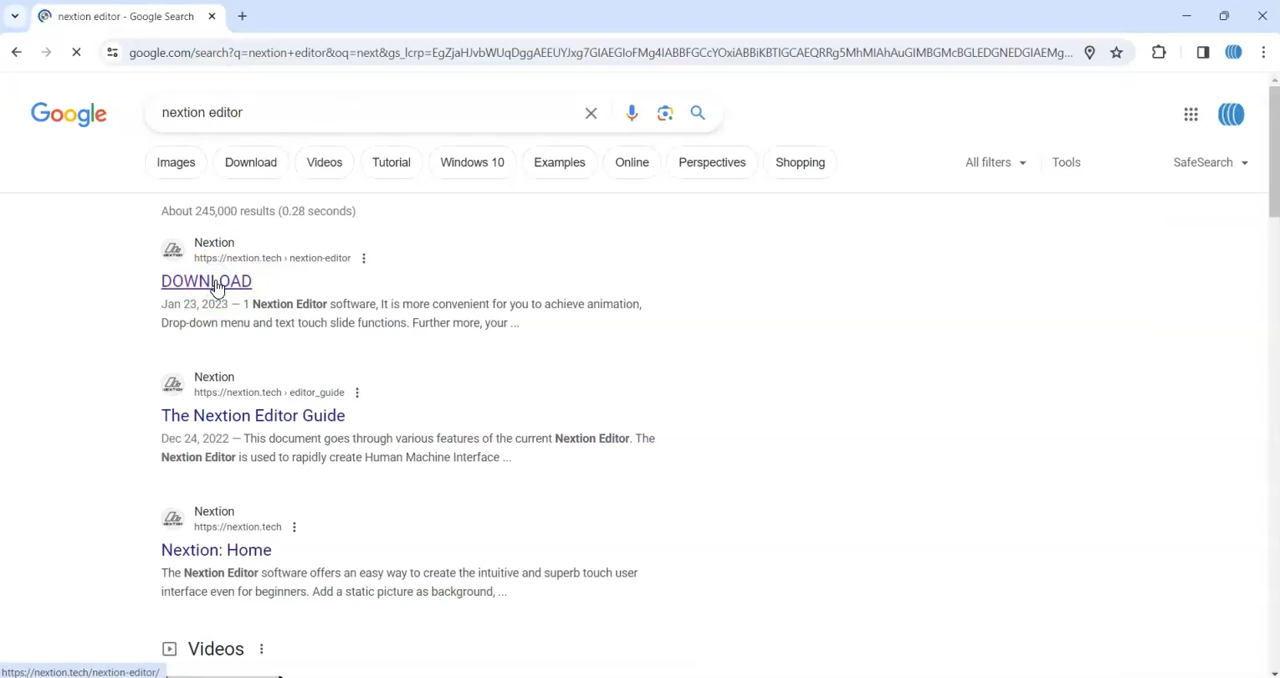 nextion editor - Google Search
google.com/search?q=nextion+editor&oq=next&gs_lcrp=EgZjaHJvbWUqDggAEEUYJxg7GIAEGIoFMg4IABBFGCcYOxiABBiKBTIGCAEQRRg5MhMIAhAuGIMBGMcBGLEDGNEDGIAEMg...
Google
nextion editor
Images
Download
Videos
Tutorial
Windows 10
Examples
Online
Perspectives
Shopping
All filters
Tools
SafeSearch
About 245,000 results (0.28 seconds)
Nextion
https://nextion.tech › nextion-editor
DOWNLOAD
Jan 23, 2023 — 1 Nextion Editor software, It is more convenient for you to achieve animation,
Drop-down menu and text touch slide functions. Further more, your ...
Nextion
https://nextion.tech › editor_guide
The Nextion Editor Guide
Dec 24, 2022 — This document goes through various features of the current Nextion Editor. The
Nextion Editor is used to rapidly create Human Machine Interface ...
Nextion
https://nextion.tech
Nextion: Home
The Nextion Editor software offers an easy way to create the intuitive and superb touch user
interface even for beginners. Add a static picture as background, ...
Videos
https://nextion.tech/nextion-editor/